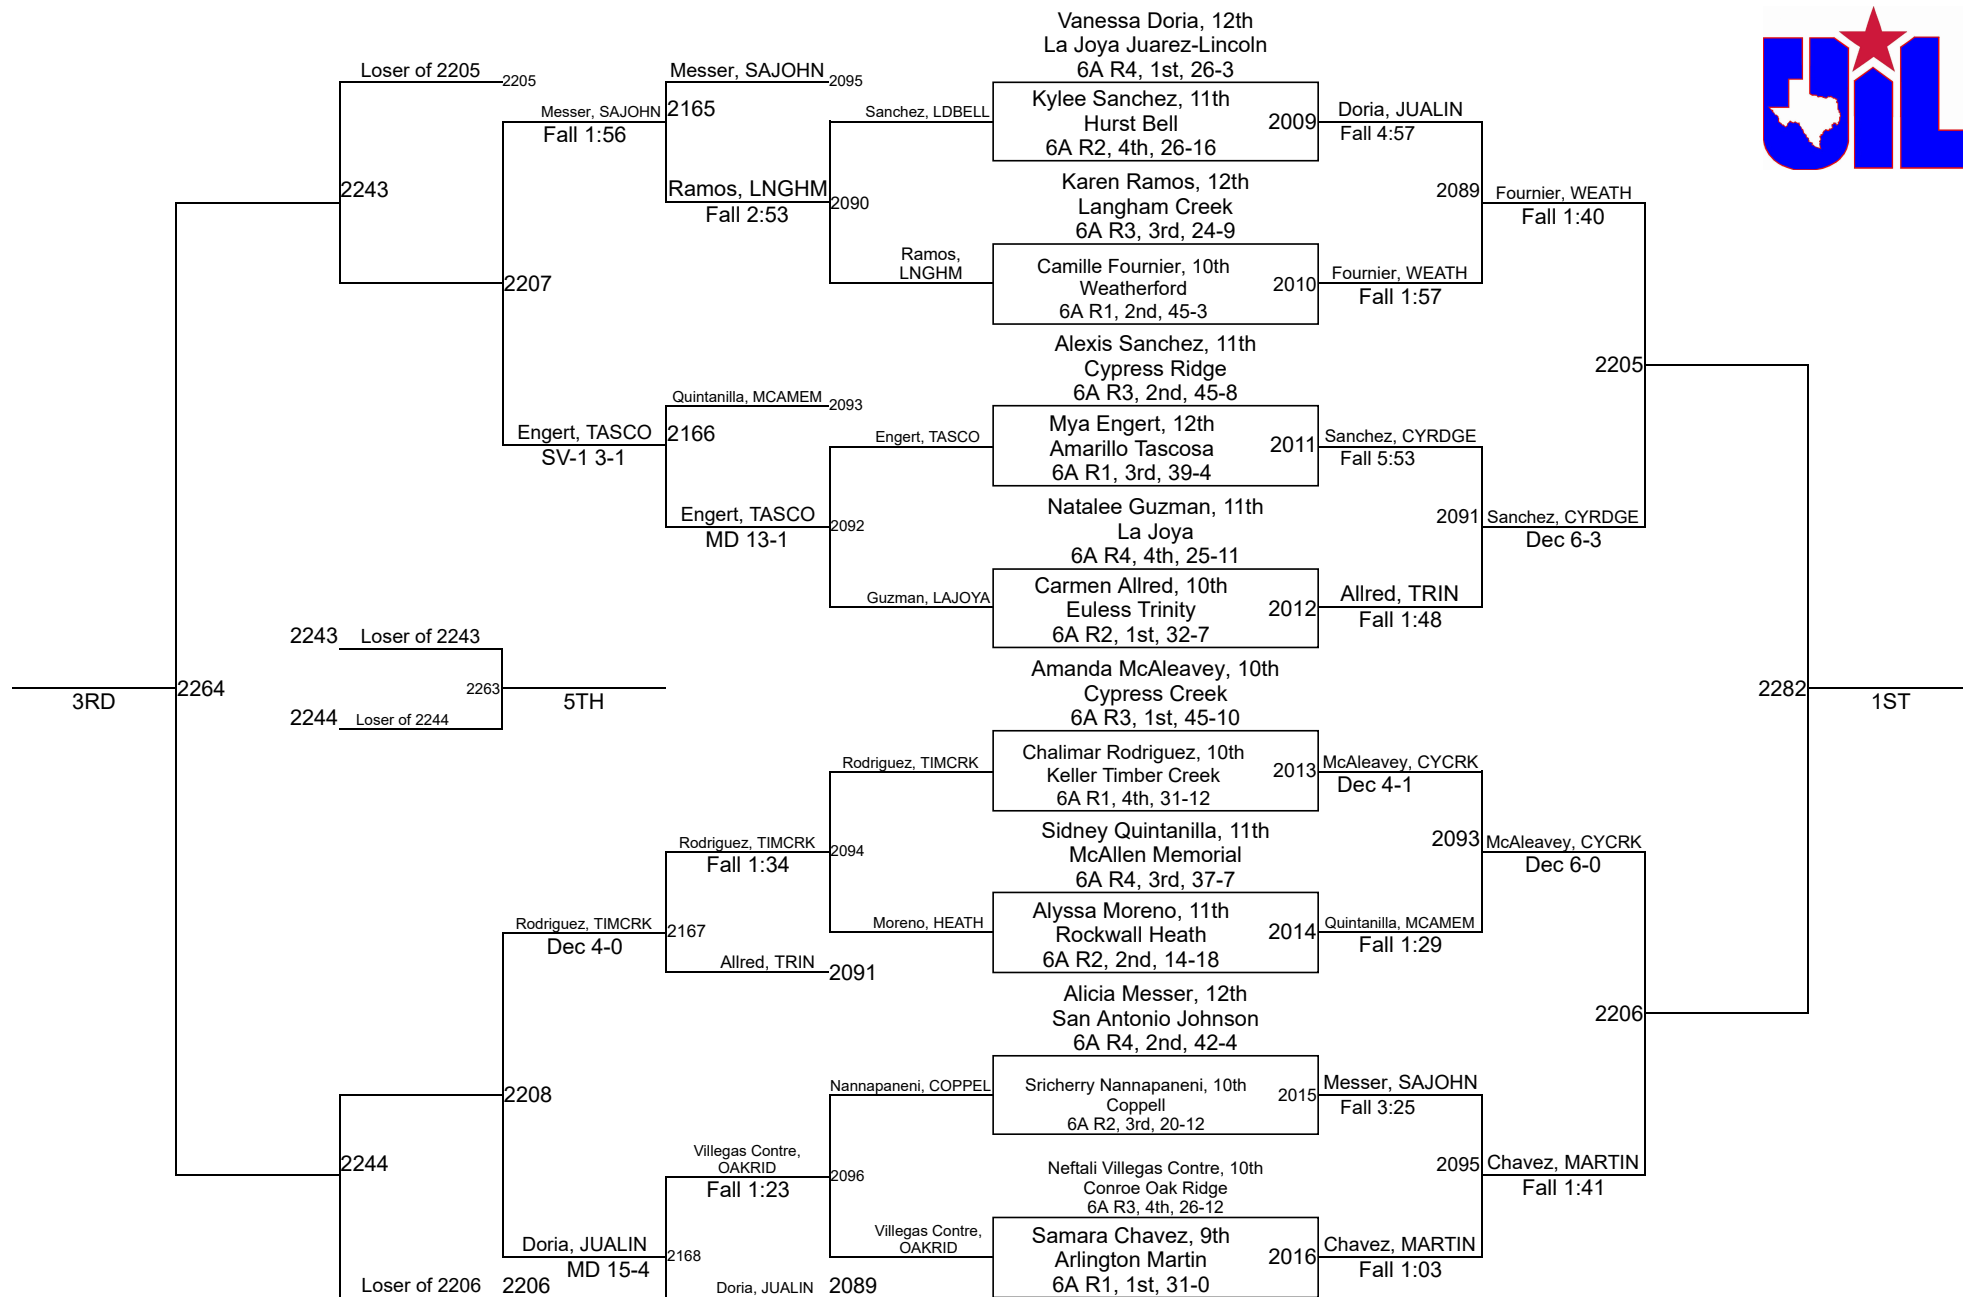 Vanessa Doria, 12th
La Joya Juarez-Lincoln
6A R4, 1st, 26-3
UIL
Loser of 2205
2205
Messer, SAJOHN
2095
Messer, SAJOHN
2165
Fall 1:56
Sanchez, LDBELL
Kylee Sanchez, 11th
Hurst Bell
6A R2, 4th, 26-16
2009
Doria, JUALIN
Fall 4:57
2243
Ramos, LNGHM
2090
Fall 2:53
Karen Ramos, 12th
Langham Creek
6A R3, 3rd, 24-9
2089
Fournier, WEATH
Fall 1:40
2207
Ramos,
LNGHM
Camille Fournier, 10th
Weatherford
6A R1, 2nd, 45-3
2010
Fournier, WEATH
Fall 1:57
Alexis Sanchez, 11th
Cypress Ridge
6A R3, 2nd, 45-8
2205
Quintanilla, MCAMEM
2093
Engert, TASCO
2166
SV-1 3-1
Engert, TASCO
Mya Engert, 12th
Amarillo Tascosa
6A R1, 3rd, 39-4
2011
Sanchez, CYRDGE
Fall 5:53
Engert, TASCO
2092
MD 13-1
Natalee Guzman, 11th
La Joya
6A R4, 4th, 25-11
2091
Sanchez, CYRDGE
Dec 6-3
Guzman, LAJOYA
Carmen Allred, 10th
Euless Trinity
6A R2, 1st, 32-7
2012
Allred, TRIN
Fall 1:48
2243
Loser of 2243
3RD
2264
2263
5TH
2244
Loser of 2244
Amanda McAleavey, 10th
Cypress Creek
6A R3, 1st, 45-10
2282
1ST
Rodriguez, TIMCRK
Chalimar Rodriguez, 10th
Keller Timber Creek
6A R1, 4th, 31-12
2013
McAleavey, CYCRK
Dec 4-1
Rodriguez, TIMCRK
2094
Fall 1:34
Sidney Quintanilla, 11th
McAllen Memorial
6A R4, 3rd, 37-7
2093
McAleavey, CYCRK
Dec 6-0
Rodriguez, TIMCRK
2167
Dec 4-0
Allred, TRIN
2091
Moreno, HEATH
Alyssa Moreno, 11th
Rockwall Heath
6A R2, 2nd, 14-18
2014
Quintanilla, MCAMEM
Fall 1:29
Alicia Messer, 12th
San Antonio Johnson
6A R4, 2nd, 42-4
2206
2208
Nannapaneni, COPPEL
Sricherry Nannapaneni, 10th
Coppell
6A R2, 3rd, 20-12
2015
Messer, SAJOHN
Fall 3:25
2244
Villegas Contre,
OAKRID
2096
Fall 1:23
Neftali Villegas Contre, 10th
Conroe Oak Ridge
6A R3, 4th, 26-12
2095
Chavez, MARTIN
Fall 1:41
Doria, JUALIN
2168
MD 15-4
Villegas Contre,
OAKRID
Samara Chavez, 9th
Arlington Martin
6A R1, 1st, 31-0
2016
Chavez, MARTIN
Fall 1:03
Loser of 2206
2206
Doria, JUALIN
2089